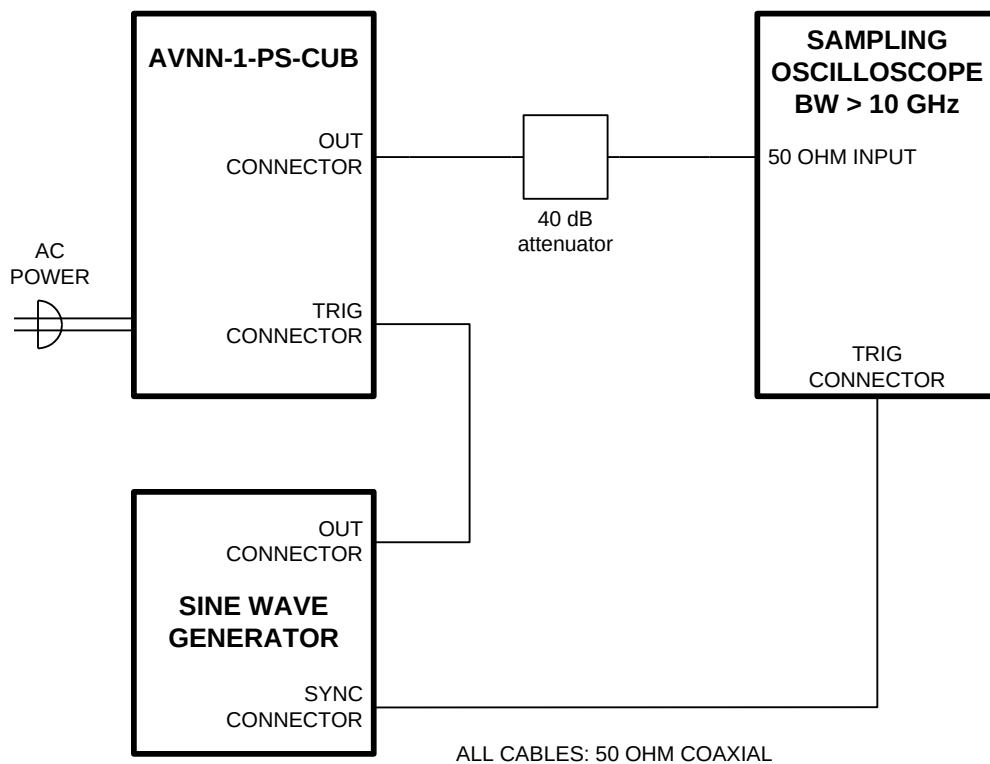 AVNN-1-PS-CUB
OUT
CONNECTOR
TRIG
CONNECTOR
AC
POWER
40 dB
attenuator
SAMPLING
OSCILLOSCOPE
BW > 10 GHz
50 OHM INPUT
TRIG
CONNECTOR
OUT
CONNECTOR
SINE WAVE
GENERATOR
SYNC
CONNECTOR
ALL CABLES: 50 OHM COAXIAL